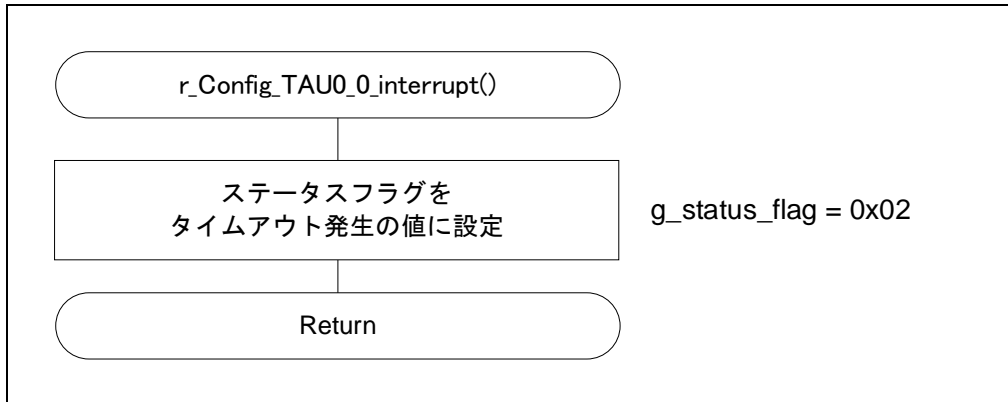 r_Config_TAU0_0_interrupt()
ステータスフラグを
タイムアウト発生の値に設定
g_status_flag = 0x02
Return